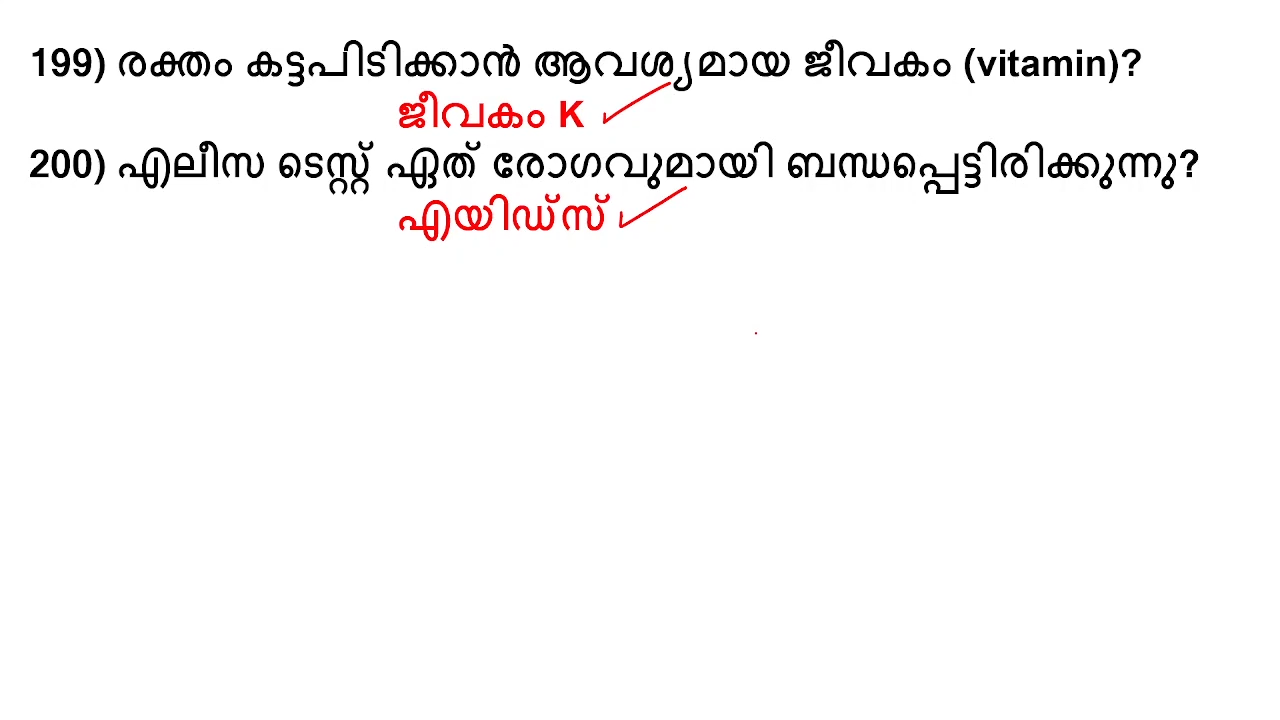 199) രക്തം കട്ടപിടിക്കാൻ ആവശ്യമായ ജീവകം (vitamin)?
ജീവകം K
200) എലീസ ടെസ്റ്റ് ഏത് രോഗവുമായി ബന്ധപ്പെട്ടിരിക്കുന്നു?
എയിഡ്സ്